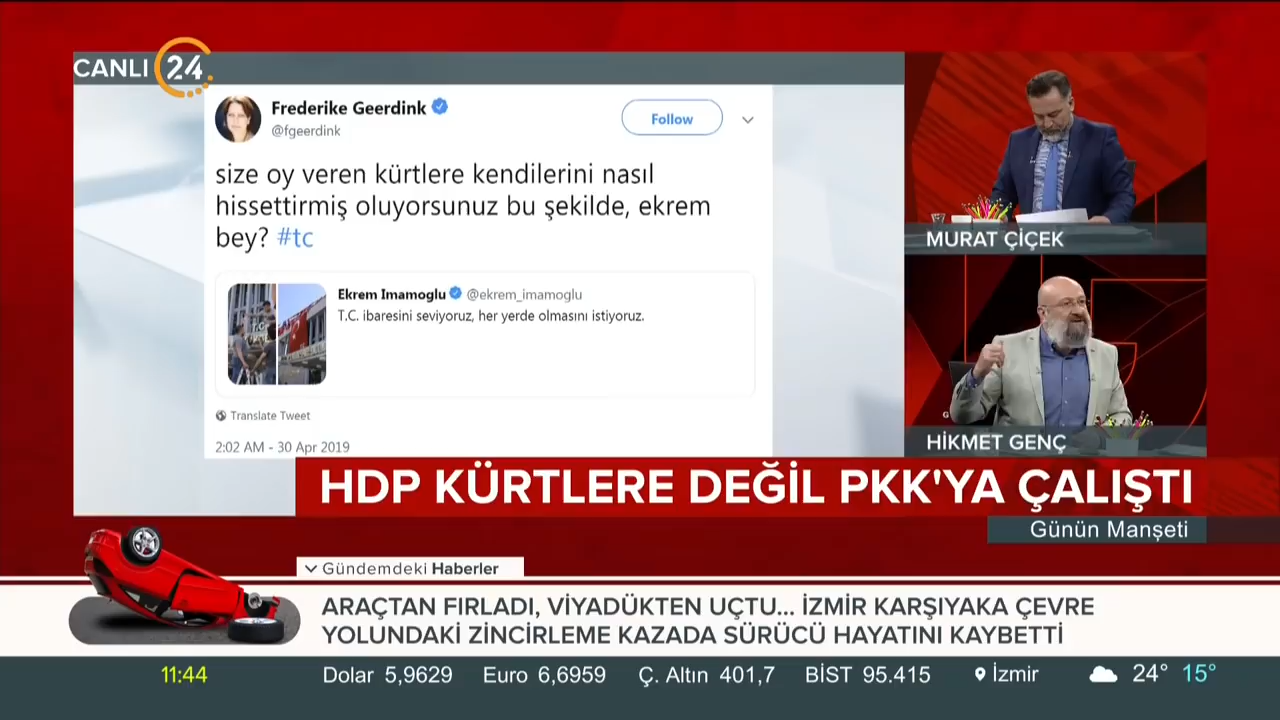 CANLI 24
Frederike Geerdink
@fgeerdink
Follow
size oy veren kürtlere kendilerini nasıl
hissettirmiş oluyorsunuz bu şekilde, ekrem
bey? #tc
Ekrem Imamoglu @ekrem_imamoglu
T.C. ibaresini seviyoruz, her yerde olmasını istiyoruz.
Translate Tweet
2:02 AM - 30 Apr 2019
MURAT ÇİÇEK
HİKMET GENÇ
HDP KÜRTLERE DEĞİL PKK'YA ÇALIŞTI
Günün Manşeti
Gündemdeki Haberler
ARAÇTAN FIRLADI, VİYADÜKTEN UÇTU... İZMİR KARŞIYAKA ÇEVRE
YOLUNDAKİ ZİNCİRLEME KAZADA SÜRÜCÜ HAYATINI KAYBETTİ
11:44 Dolar 5,9629 Euro 6,6959 Ç. Altın 401,7 BİST 95.415 İzmir 24° 15°